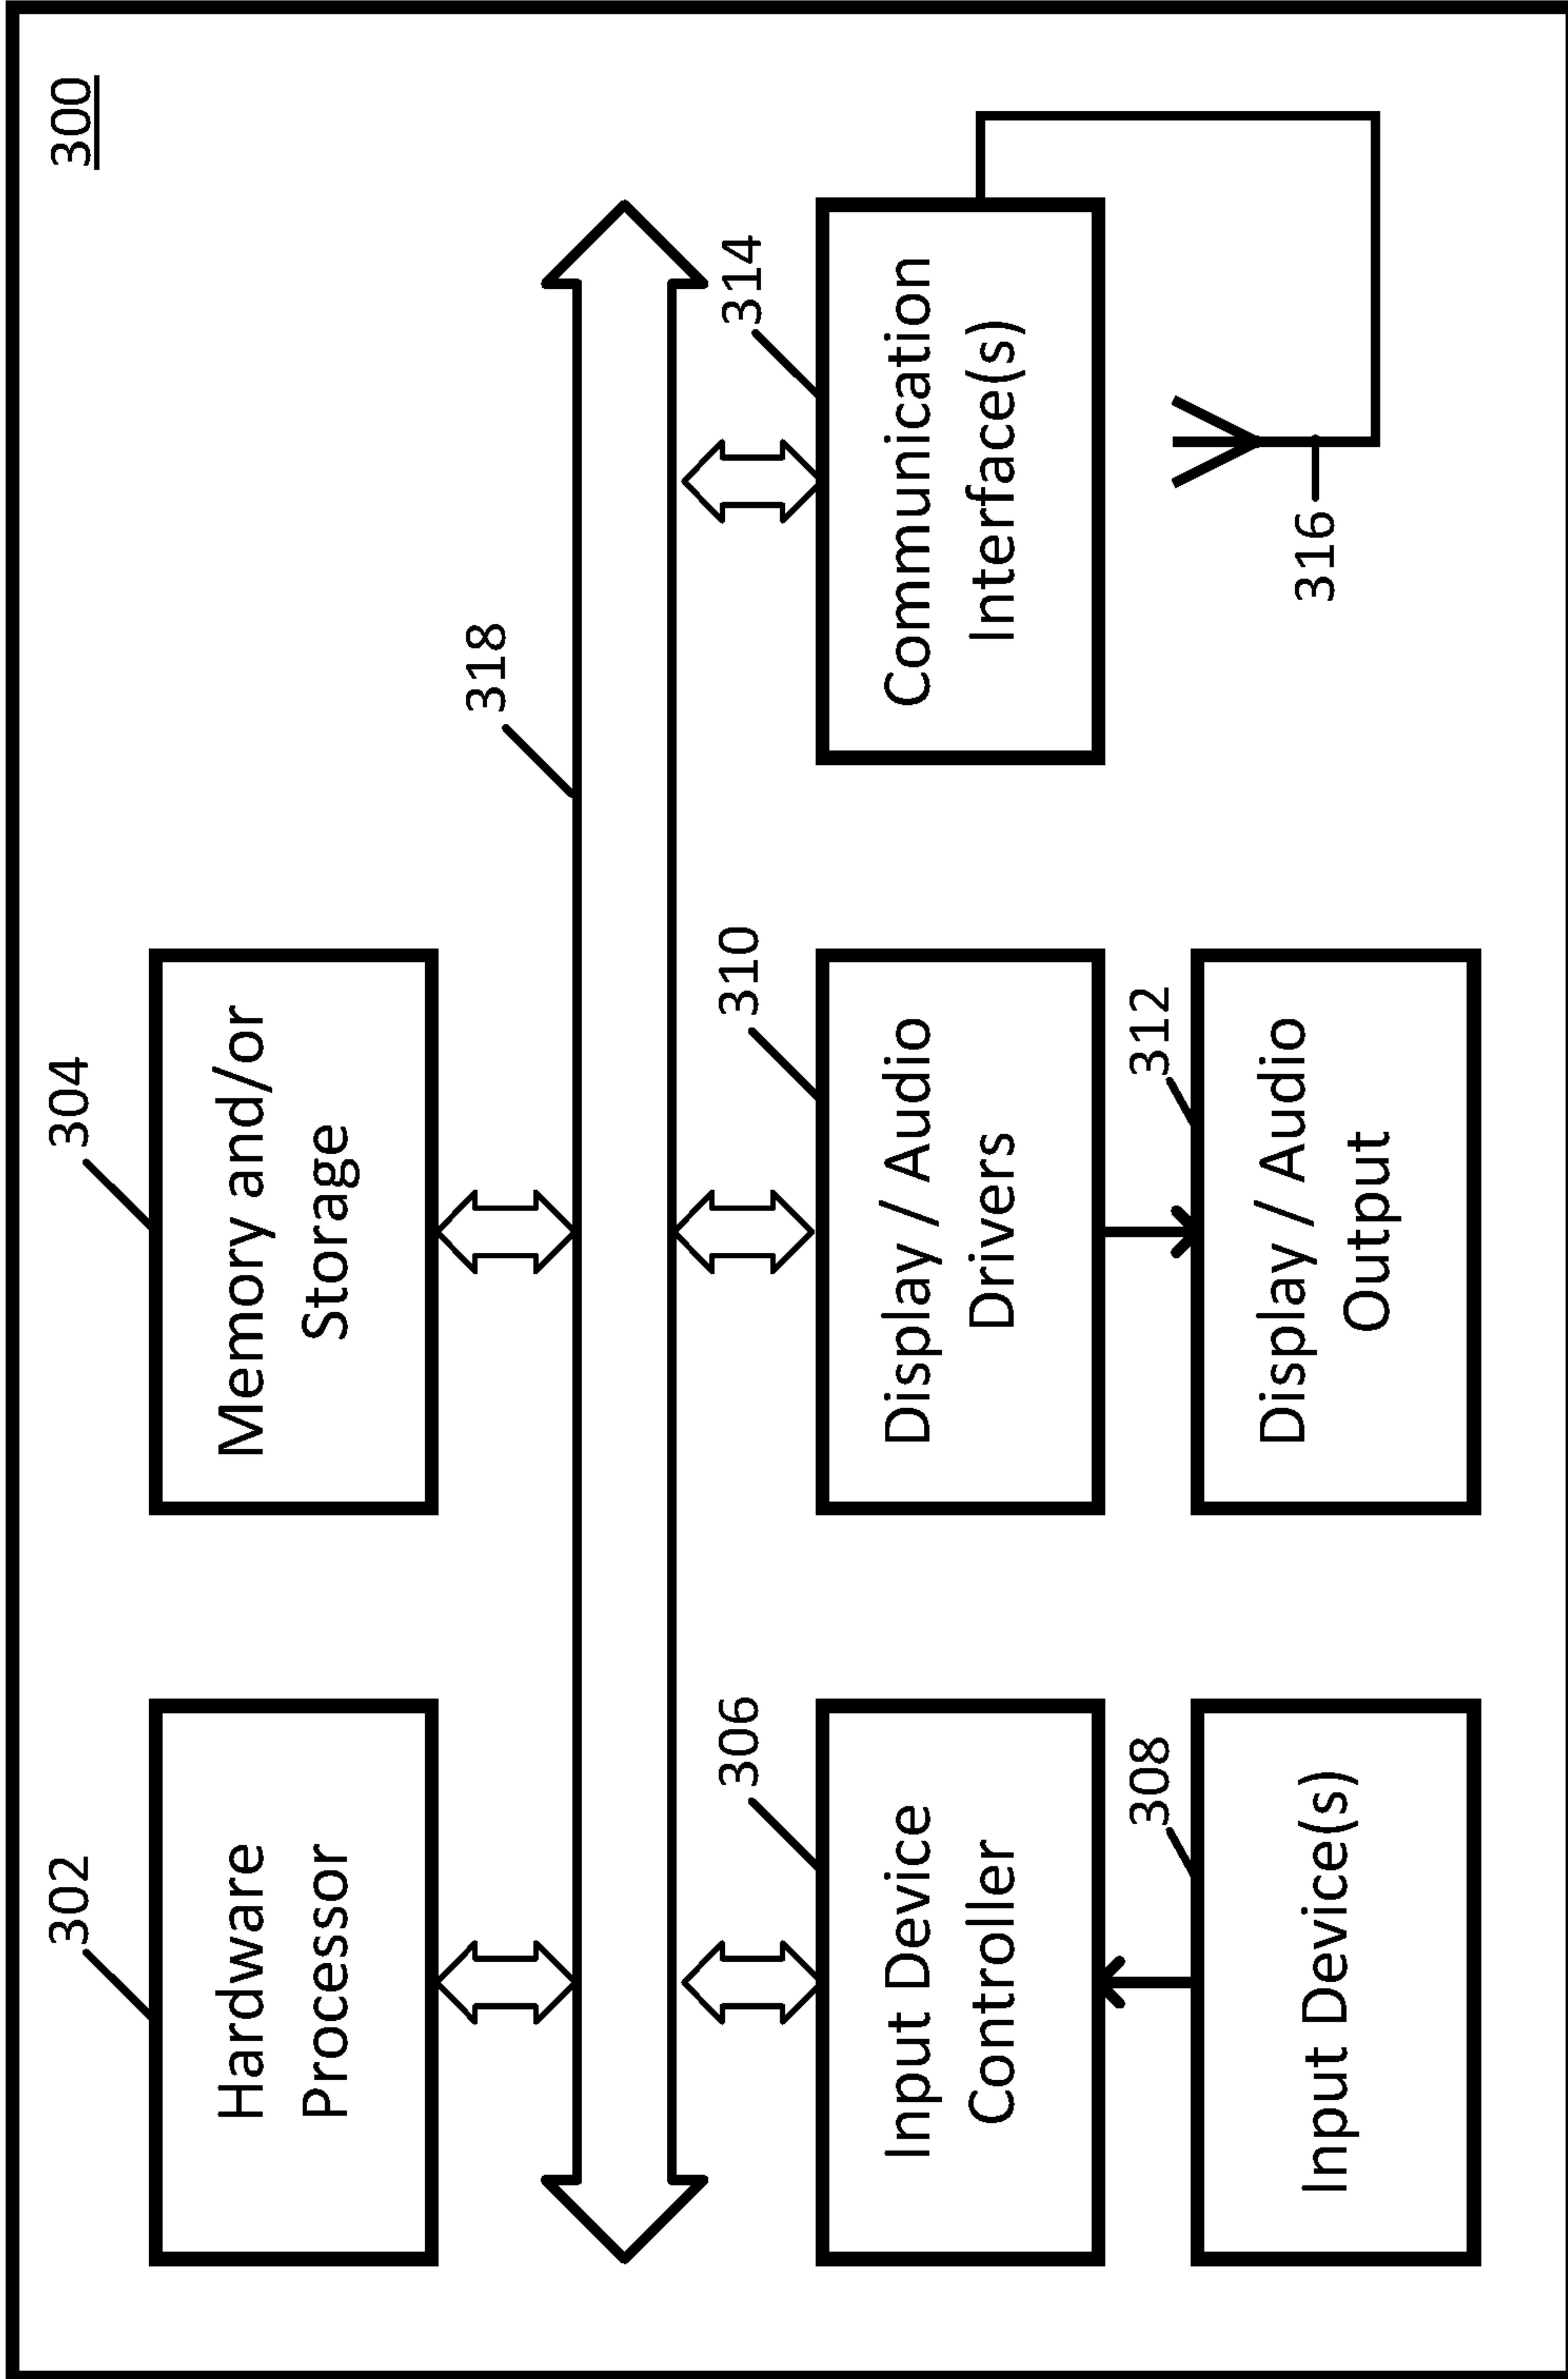 300
302
Hardware
Processor
304
Memory and/or
Storage
318
306
Input Device
Controller
310
Display / Audio
Drivers
314
Communication
Interface(s)
308
Input Device(s)
312
Display / Audio
Output
316